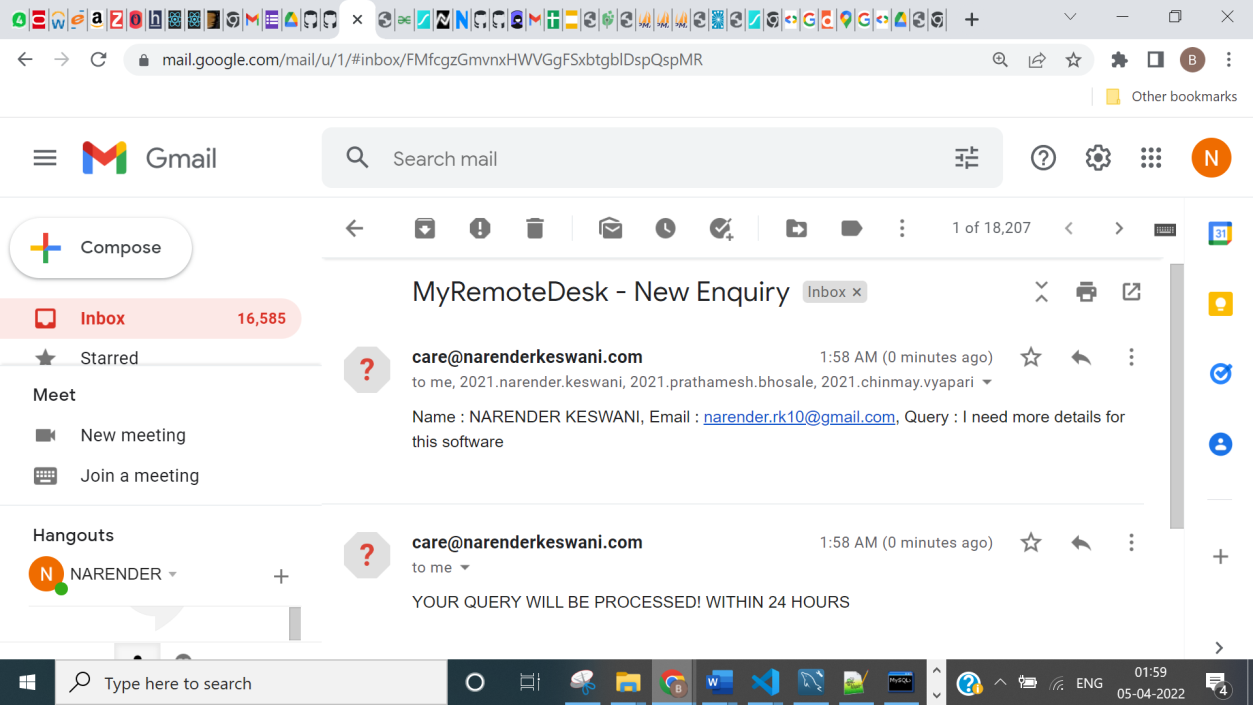 mail.google.com/mail/u/1/#inbox/FMfcgzGmvnxHWVGgFSxbtgblDspQspMR
B
Other bookmarks
Gmail
Search mail
N
Compose
1 of 18,207
31
MyRemoteDesk - New Enquiry
Inbox ×
Inbox 16,585
Starred
care@narenderkeswani.com 1:58 AM (0 minutes ago)
to me, 2021.narender.keswani, 2021.prathamesh.bhosale, 2021.chinmay.vyapari
Meet
Name : NARENDER KESWANI, Email : narender.rk10@gmail.com, Query : I need more details for
this software
New meeting
Join a meeting
Hangouts
care@narenderkeswani.com 1:58 AM (0 minutes ago)
to me
N NARENDER
YOUR QUERY WILL BE PROCESSED! WITHIN 24 HOURS
Type here to search
ENG
01:59
05-04-2022
4